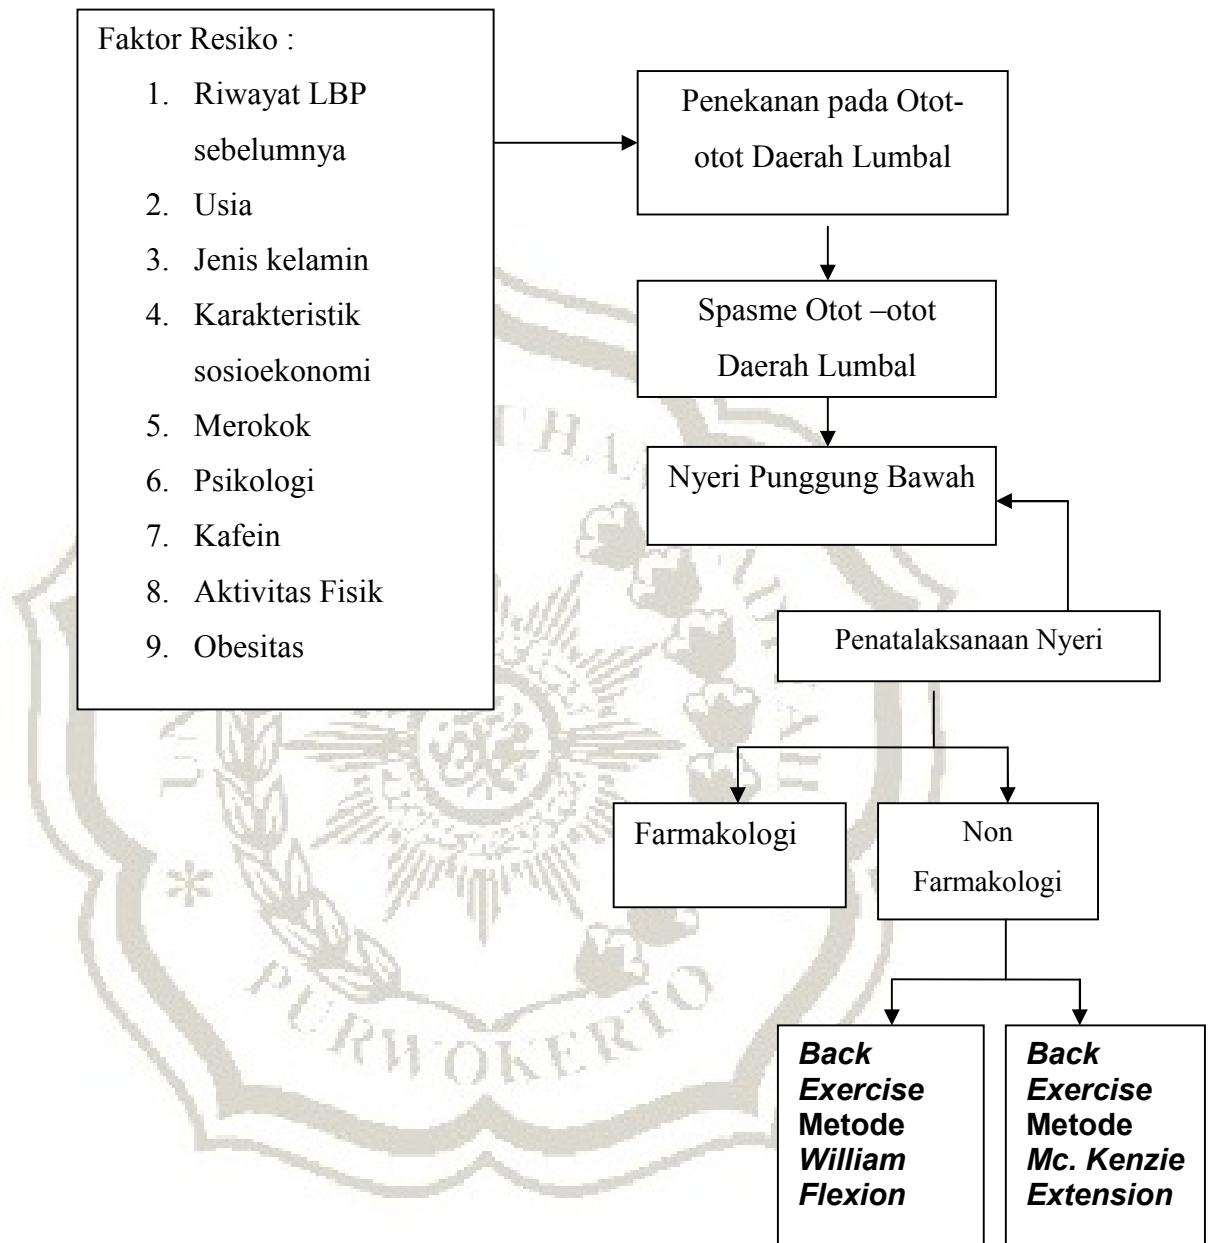 Faktor Resiko :
1. Riwayat LBP
sebelumnya
2. Usia
3. Jenis kelamin
4. Karakteristik
sosioekonomi
5. Merokok
6. Psikologi
7. Kafein
8. Aktivitas Fisik
9. Obesitas
Penekanan pada Otot-
otot Daerah Lumbal
Spasme Otot –otot
Daerah Lumbal
Nyeri Punggung Bawah
Penatalaksanaan Nyeri
Farmakologi
Non
Farmakologi
Back
Exercise
Metode
William
Flexion
Back
Exercise
Metode
Mc. Kenzie
Extension
PURWOKERTO